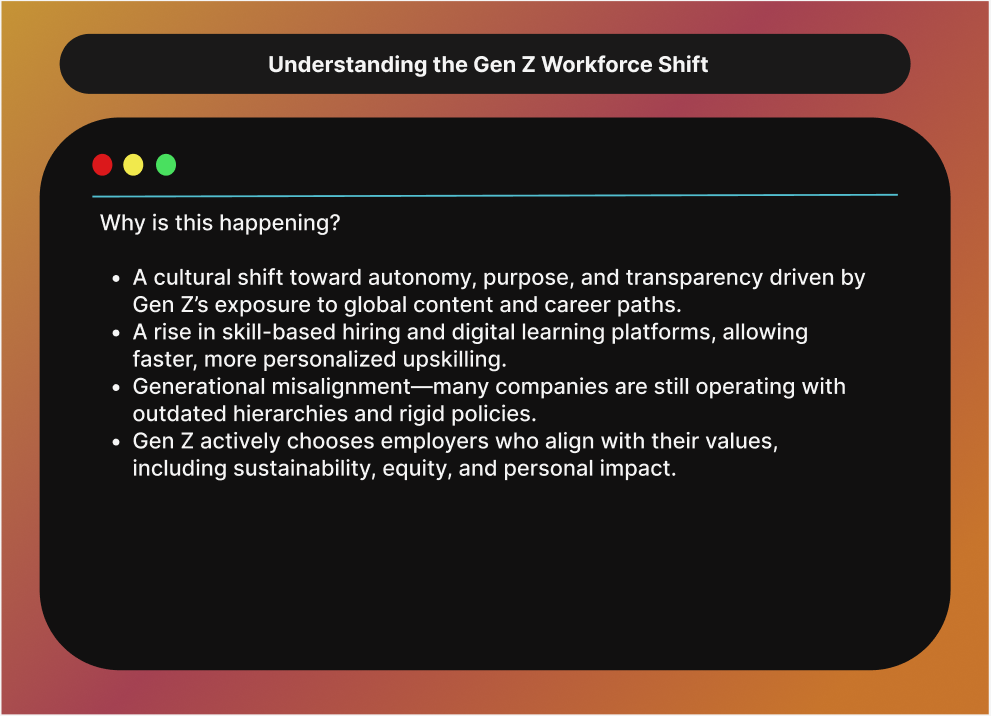 Understanding the Gen Z Workforce Shift
Why is this happening?
• A cultural shift toward autonomy, purpose, and transparency driven by
Gen Z’s exposure to global content and career paths.
• A rise in skill-based hiring and digital learning platforms, allowing
faster, more personalized upskilling.
• Generational misalignment—many companies are still operating with
outdated hierarchies and rigid policies.
• Gen Z actively chooses employers who align with their values,
including sustainability, equity, and personal impact.